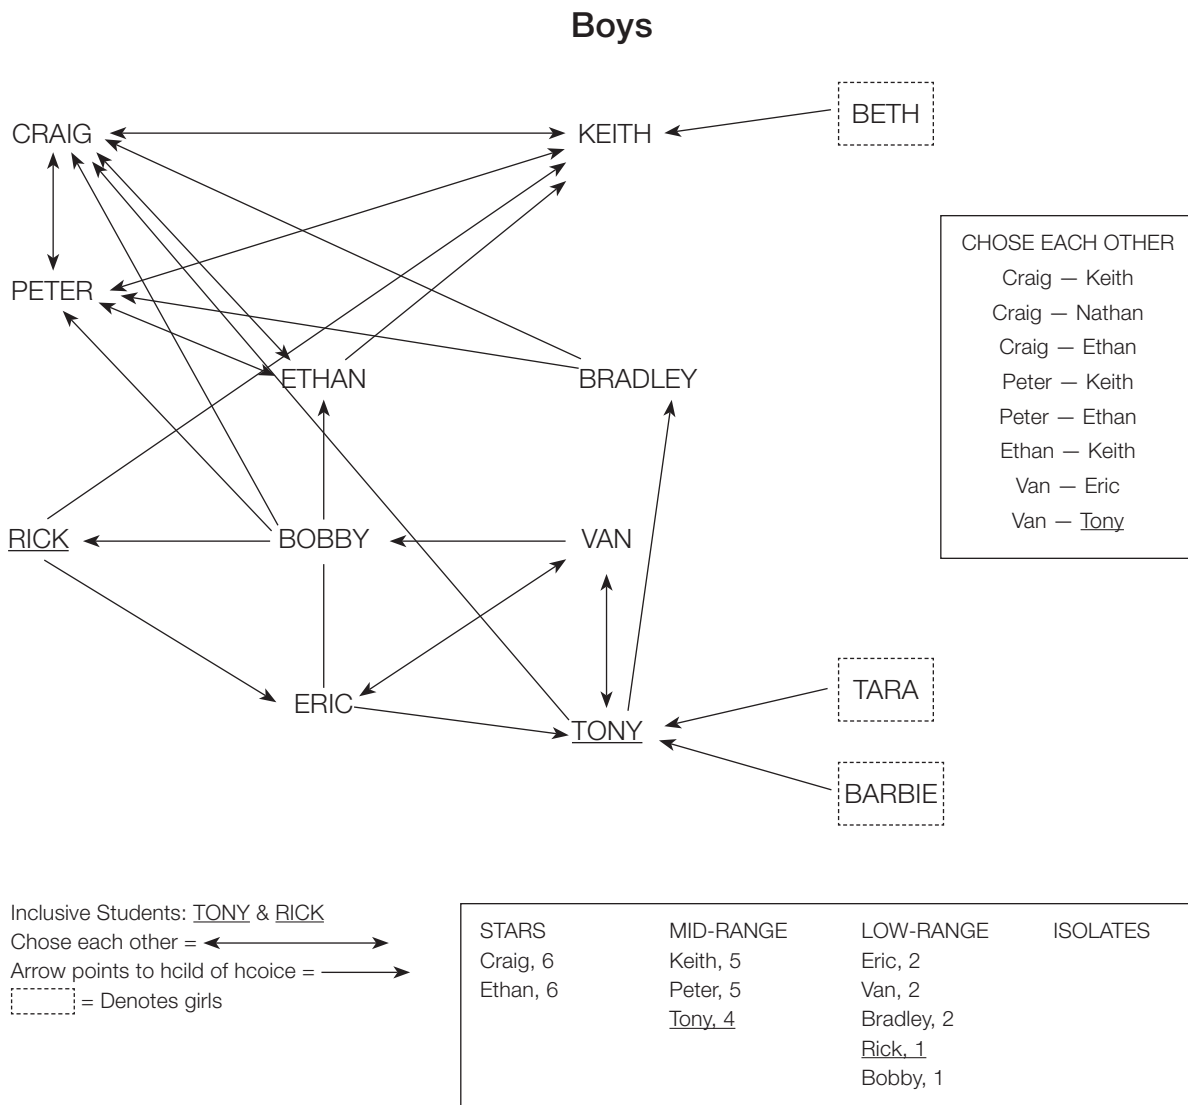 Boys
BETH
CRAIG
KEITH
CHOSE EACH OTHER
Craig — Keith
Craig — Nathan
Craig — Ethan
Peter — Keith
Peter — Ethan
Ethan — Keith
Van — Eric
Van — Tony
PETER
ETHAN
BRADLEY
RICK
BOBBY
VAN
ERIC
TONY
TARA
BARBIE
Inclusive Students: TONY & RICK
Chose each other =
Arrow points to hcild of hcoice =
= Denotes girls
STARS
Craig, 6
Ethan, 6
MID-RANGE
Keith, 5
Peter, 5
Tony, 4
LOW-RANGE
Eric, 2
Van, 2
Bradley, 2
Rick, 1
Bobby, 1
ISOLATES